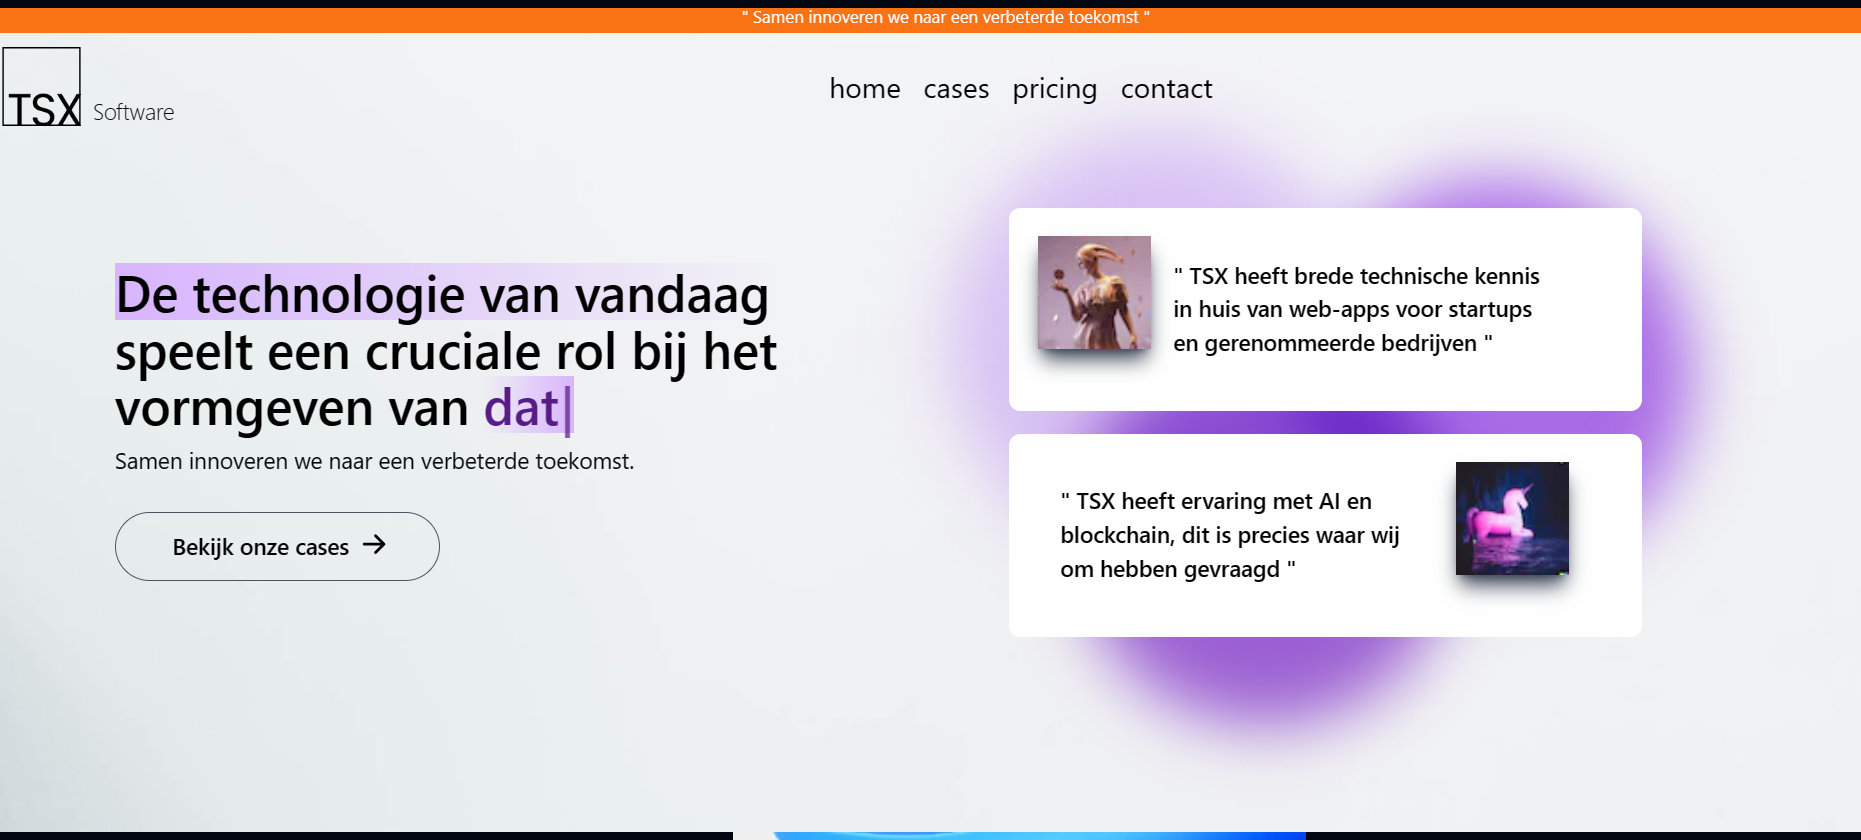 " Samen innoveren we naar een verbeterde toekomst "
TSX Software
home cases pricing contact
De technologie van vandaag
speelt een cruciale rol bij het
vormgeven van dat|
Samen innoveren we naar een verbeterde toekomst.
Bekijk onze cases →
" TSX heeft brede technische kennis
in huis van web-apps voor startups
en gerenommeerde bedrijven "
" TSX heeft ervaring met AI en
blockchain, dit is precies waar wij
om hebben gevraagd "